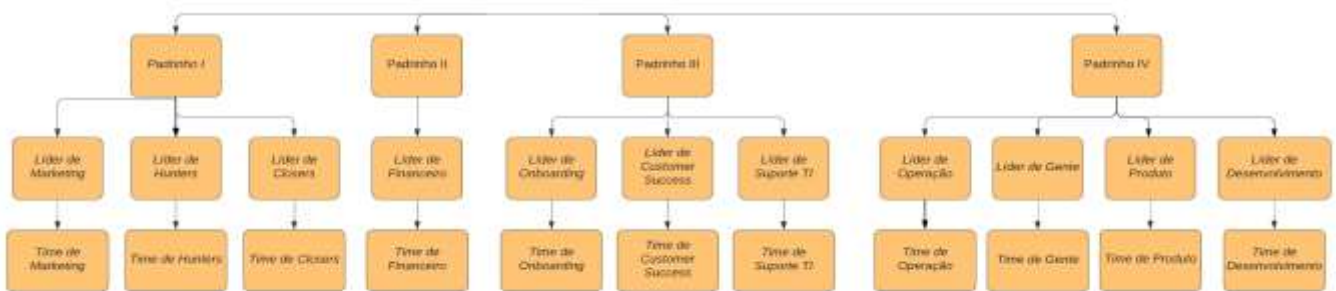 Padrinho I
Padrinho II
Padrinho III
Padrinho IV
Líder de
Marketing
Líder de
Hunters
Líder de
Closers
Líder de
Financeiro
Líder de
Onboarding
Líder de
Customer
Success
Líder de
Suporte TI
Líder de
Operação
Líder de Gente
Líder de
Produto
Líder de
Desenvolvimento
Time de
Marketing
Time de Hunters
Time de Closers
Time de
Financeiro
Time de
Onboarding
Time de
Customer
Success
Time de
Suporte TI
Time de
Operação
Time de Gente
Time de Produto
Time de
Desenvolvimento